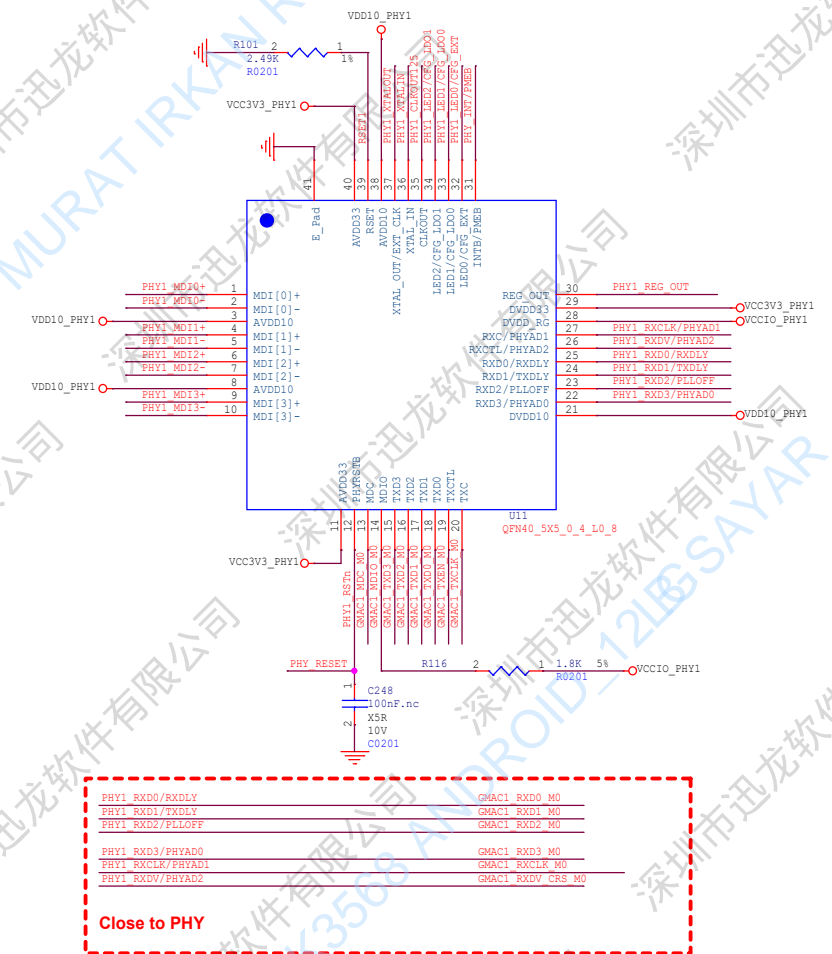 VDD10_PHY1
R101 2 1
2.49K 1%
R0201
VCC3V3_PHY1
RSET1
PHY1_XTALOUT
PHY1_XTALIN
PHY1_CLKOUT125
PHY1_LED2/CFG_LDO1
PHY1_LED1/CFG_LDO0
PHY1_LED0/CFG_EXT
PHY_INT/PMEB
41 40 39 38 37 36 35 34 33 32 31
E_Pad
AVDD33
RSET
AVDD10
XTAL_OUT/EXT_CLK
XTAL_IN
CLKOUT
LED2/CFG_LDO1
LED1/CFG_LDO0
LED0/CFG_EXT
INTB/PMEB
PHY1_MDI0+ 1 MDI[0]+
PHY1_MDI0- 2 MDI[0]-
VDD10_PHY1 3 AVDD10
PHY1_MDI1+ 4 MDI[1]+
PHY1_MDI1- 5 MDI[1]-
PHY1_MDI2+ 6 MDI[2]+
PHY1_MDI2- 7 MDI[2]-
VDD10_PHY1 8 AVDD10
PHY1_MDI3+ 9 MDI[3]+
PHY1_MDI3- 10 MDI[3]-
REG_OUT 30 PHY1_REG_OUT
DVDD33 29 VCC3V3_PHY1
DVDD_RG 28 VCCIO_PHY1
RXC/PHYAD1 27 PHY1_RXCLK/PHYAD1
RXCTL/PHYAD2 26 PHY1_RXDV/PHYAD2
RXD0/RXDLY 25 PHY1_RXD0/RXDLY
RXD1/TXDLY 24 PHY1_RXD1/TXDLY
RXD2/PLLOFF 23 PHY1_RXD2/PLLOFF
RXD3/PHYAD0 22 PHY1_RXD3/PHYAD0
DVDD10 21 VDD10_PHY1
AVDD33
PHYRSTB
MDC
MDIO
TXD3
TXD2
TXD1
TXD0
TXCTL
TXC
U11
QFN40_5X5_0_4_L0_8
11 12 13 14 15 16 17 18 19 20
VCC3V3_PHY1
PHY1_RSTn
GMAC1_MDC_M0
GMAC1_MDIO_M0
GMAC1_TXD3_M0
GMAC1_TXD2_M0
GMAC1_TXD1_M0
GMAC1_TXD0_M0
GMAC1_TXEN_M0
GMAC1_TXCLK_M0
PHY_RESET
R116 2 1 1.8K 5% VCCIO_PHY1
R0201
1
C248
100nF.nc
2 X5R
10V
C0201
PHY1_RXD0/RXDLY GMAC1_RXD0_M0
PHY1_RXD1/TXDLY GMAC1_RXD1_M0
PHY1_RXD2/PLLOFF GMAC1_RXD2_M0
PHY1_RXD3/PHYAD0 GMAC1_RXD3_M0
PHY1_RXCLK/PHYAD1 GMAC1_RXCLK_M0
PHY1_RXDV/PHYAD2 GMAC1_RXDV_CRS_M0
Close to PHY
深圳市迅龙软件有限公司
MURAT IRKAN
K3568 ANDROID_12
SAYAR